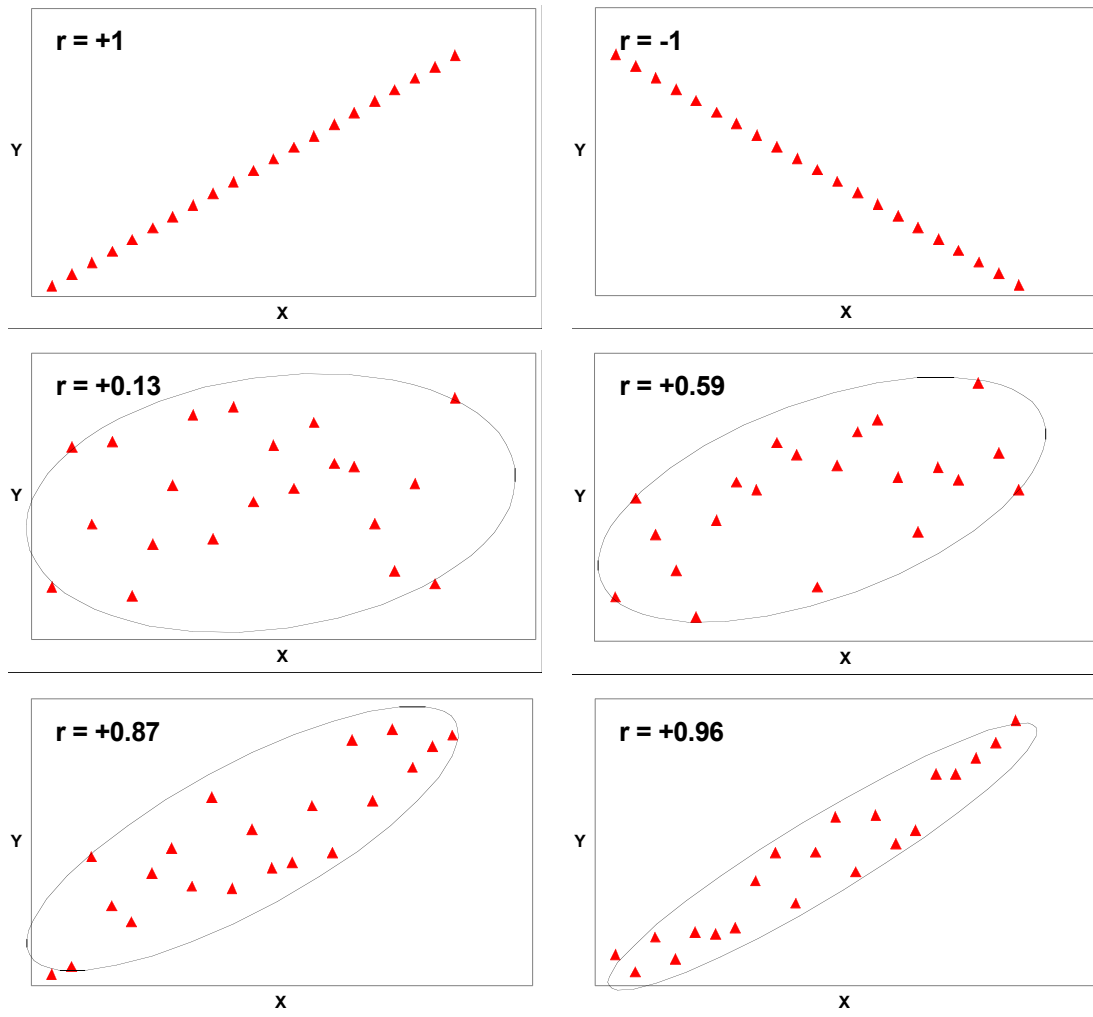 r = +1
Y
X
r = -1
Y
X
r = +0.13
Y
X
r = +0.59
Y
X
r = +0.87
Y
X
r = +0.96
Y
X